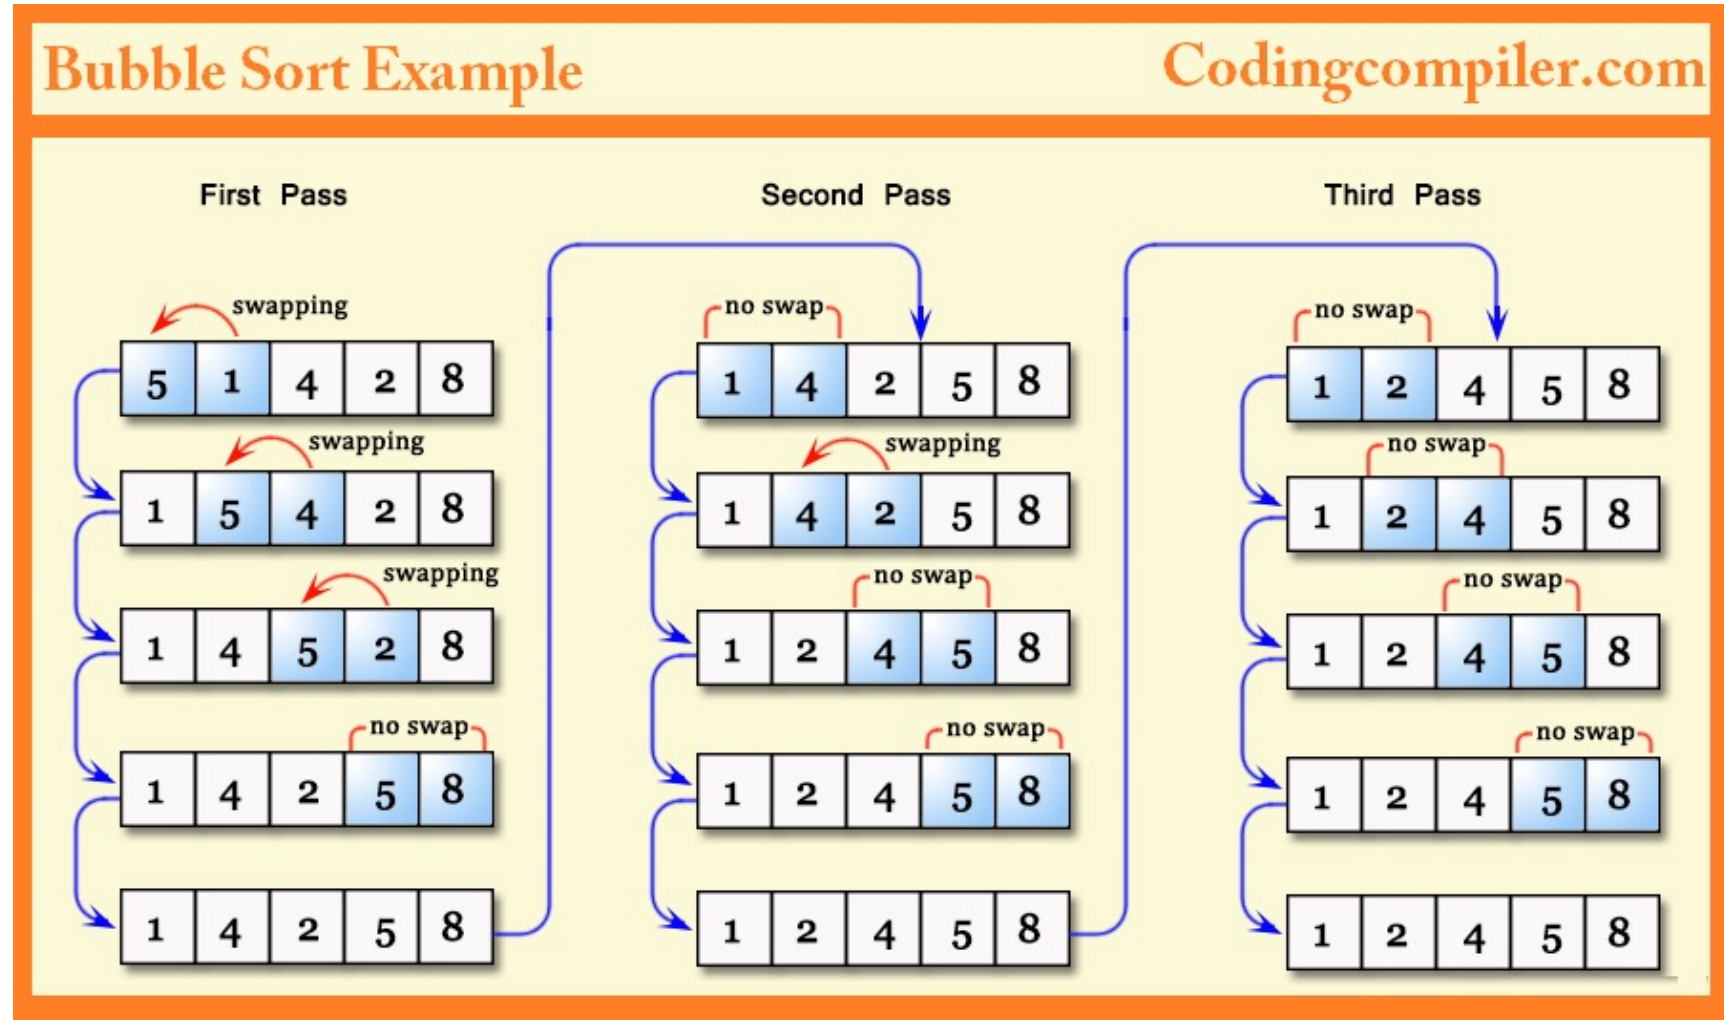 Bubble Sort Example
Codingcompiler.com
First Pass
swapping
5 1 4 2 8
swapping
1 5 4 2 8
swapping
1 4 5 2 8
no swap
1 4 2 5 8
1 4 2 5 8
Second Pass
no swap
1 4 2 5 8
swapping
1 4 2 5 8
no swap
1 2 4 5 8
no swap
1 2 4 5 8
1 2 4 5 8
Third Pass
no swap
1 2 4 5 8
no swap
1 2 4 5 8
no swap
1 2 4 5 8
no swap
1 2 4 5 8
1 2 4 5 8